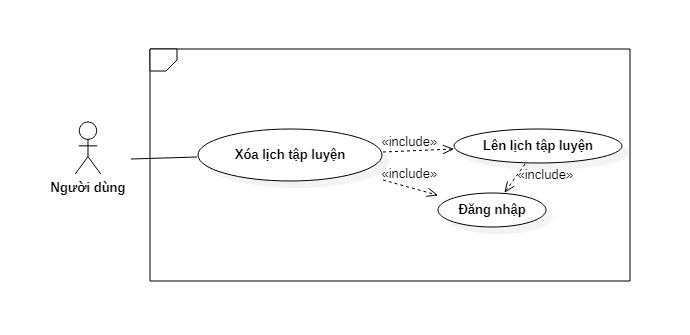 «include»
Lên lịch tập luyện
Xóa lịch tập luyện
«include»
«include»
Người dùng
Đăng nhập